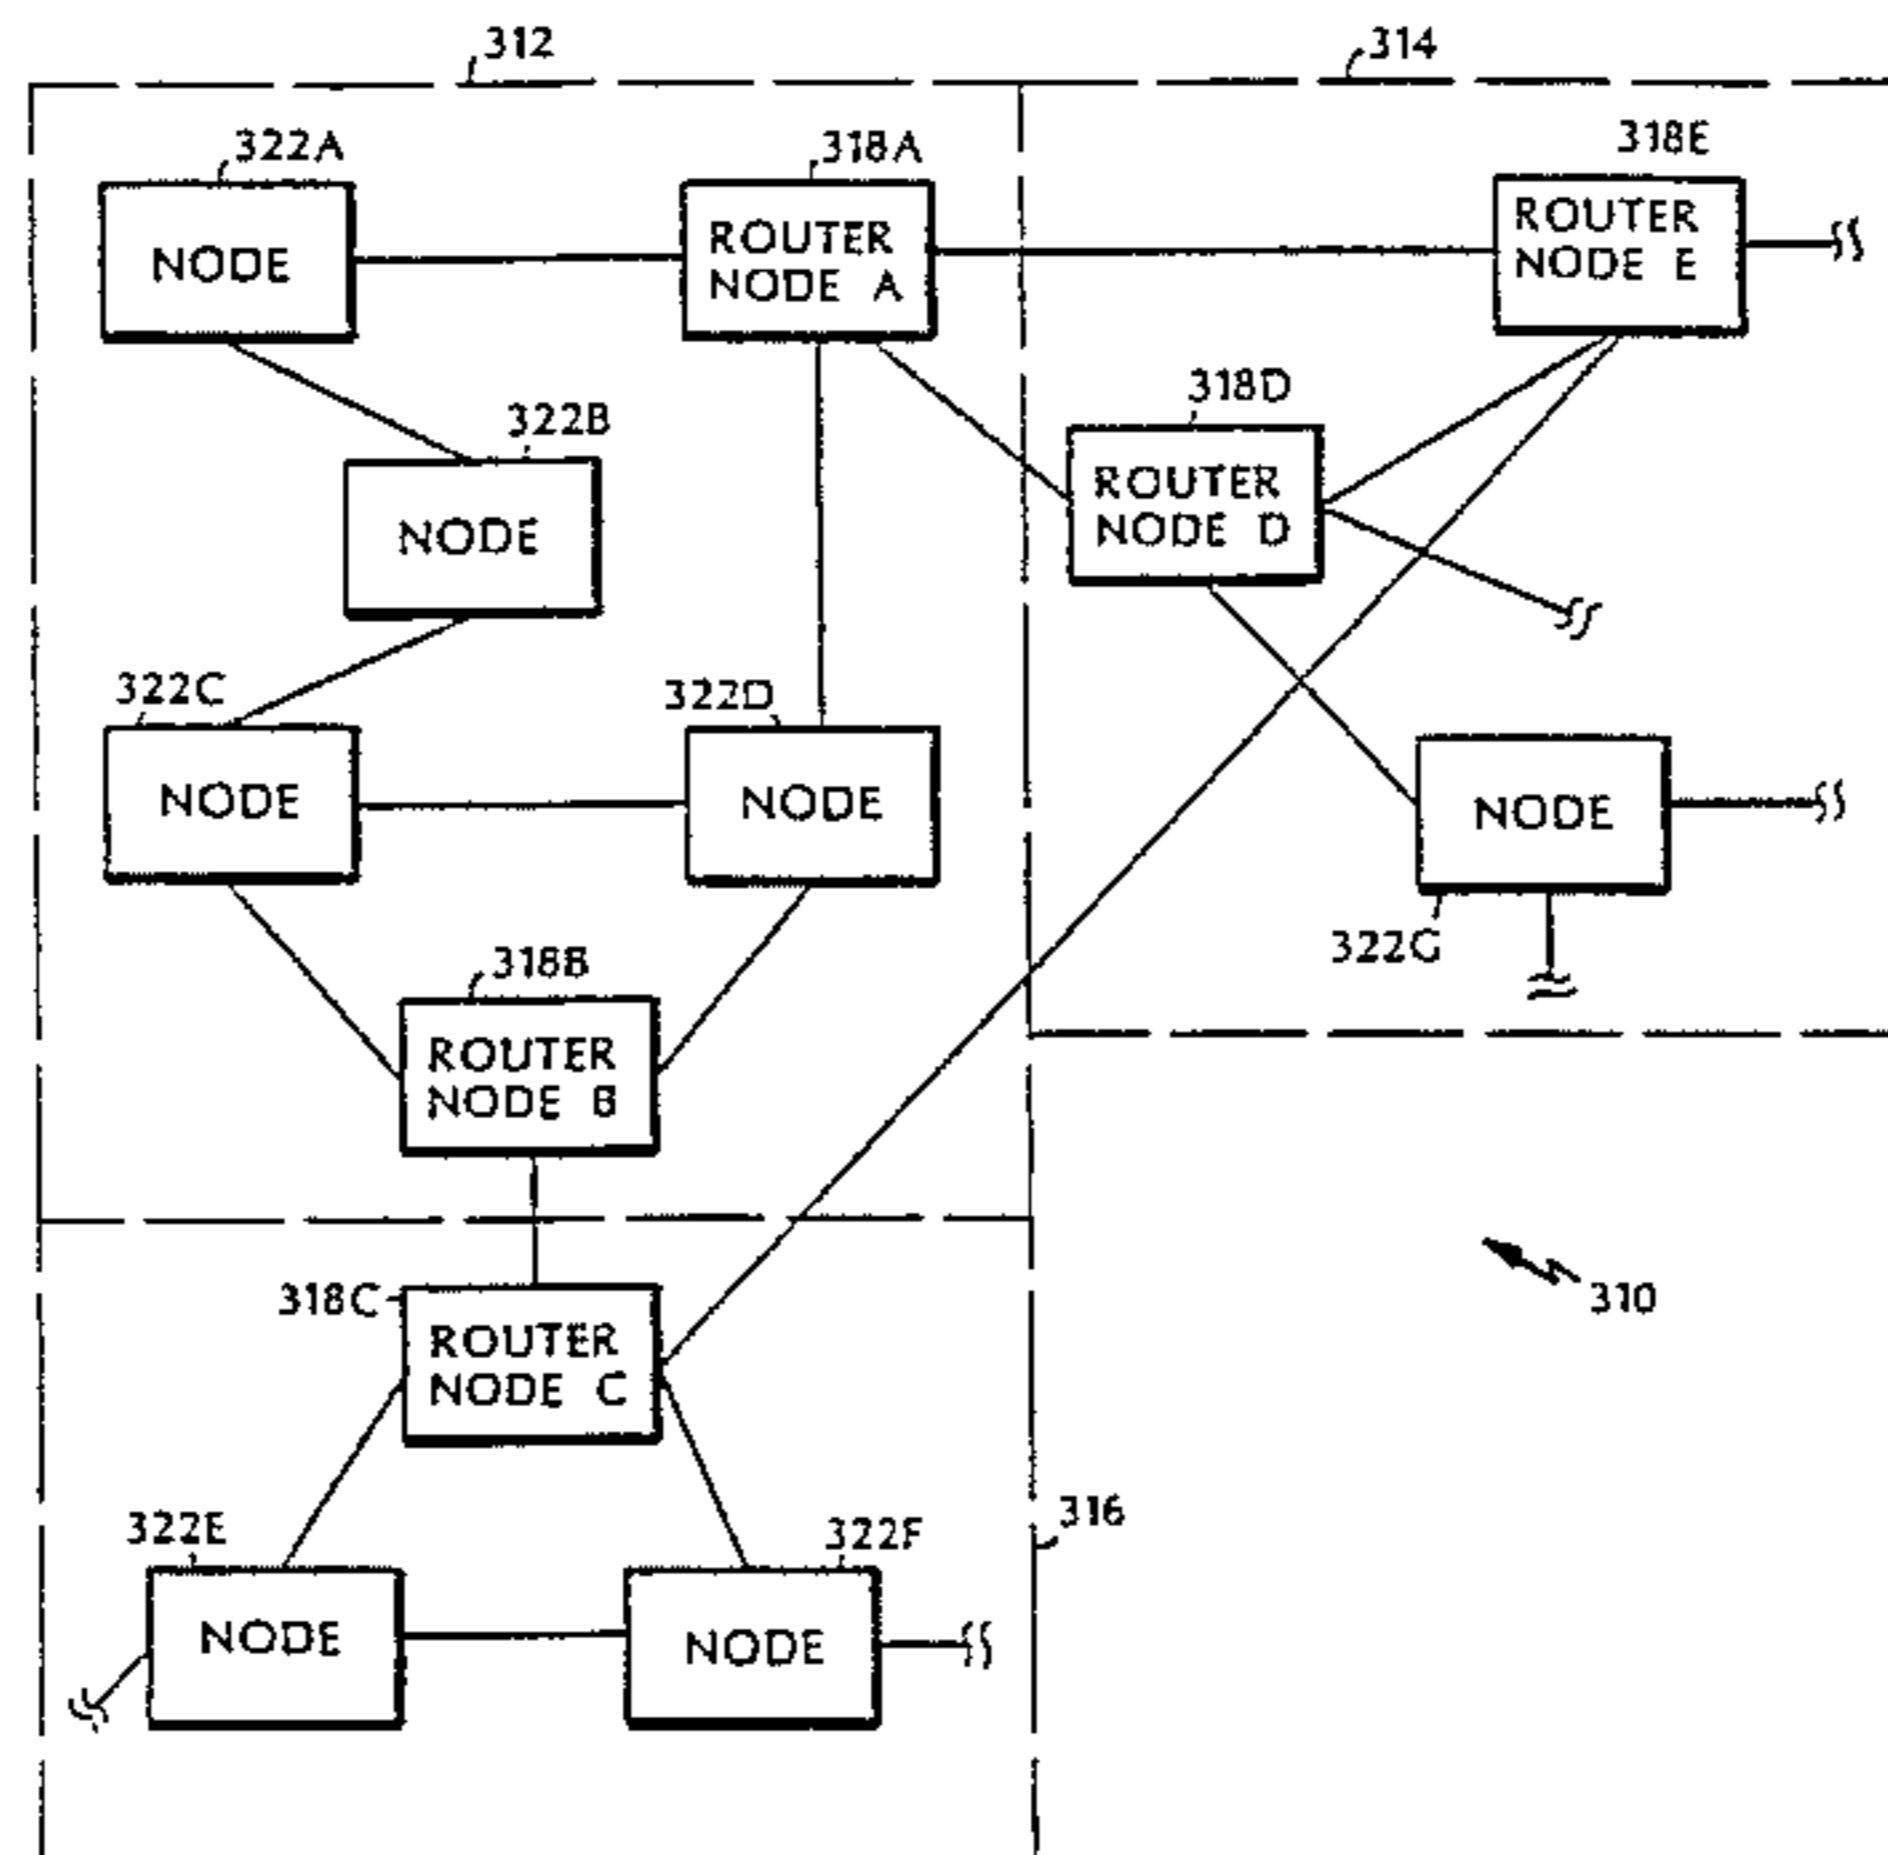 312
314
322A
318A
318E
NODE
ROUTER
NODE A
ROUTER
NODE E
318D
322B
ROUTER
NODE D
NODE
322C
322D
NODE
NODE
NODE
322G
318B
ROUTER
NODE B
318C
ROUTER
NODE C
310
316
322E
322F
NODE
NODE